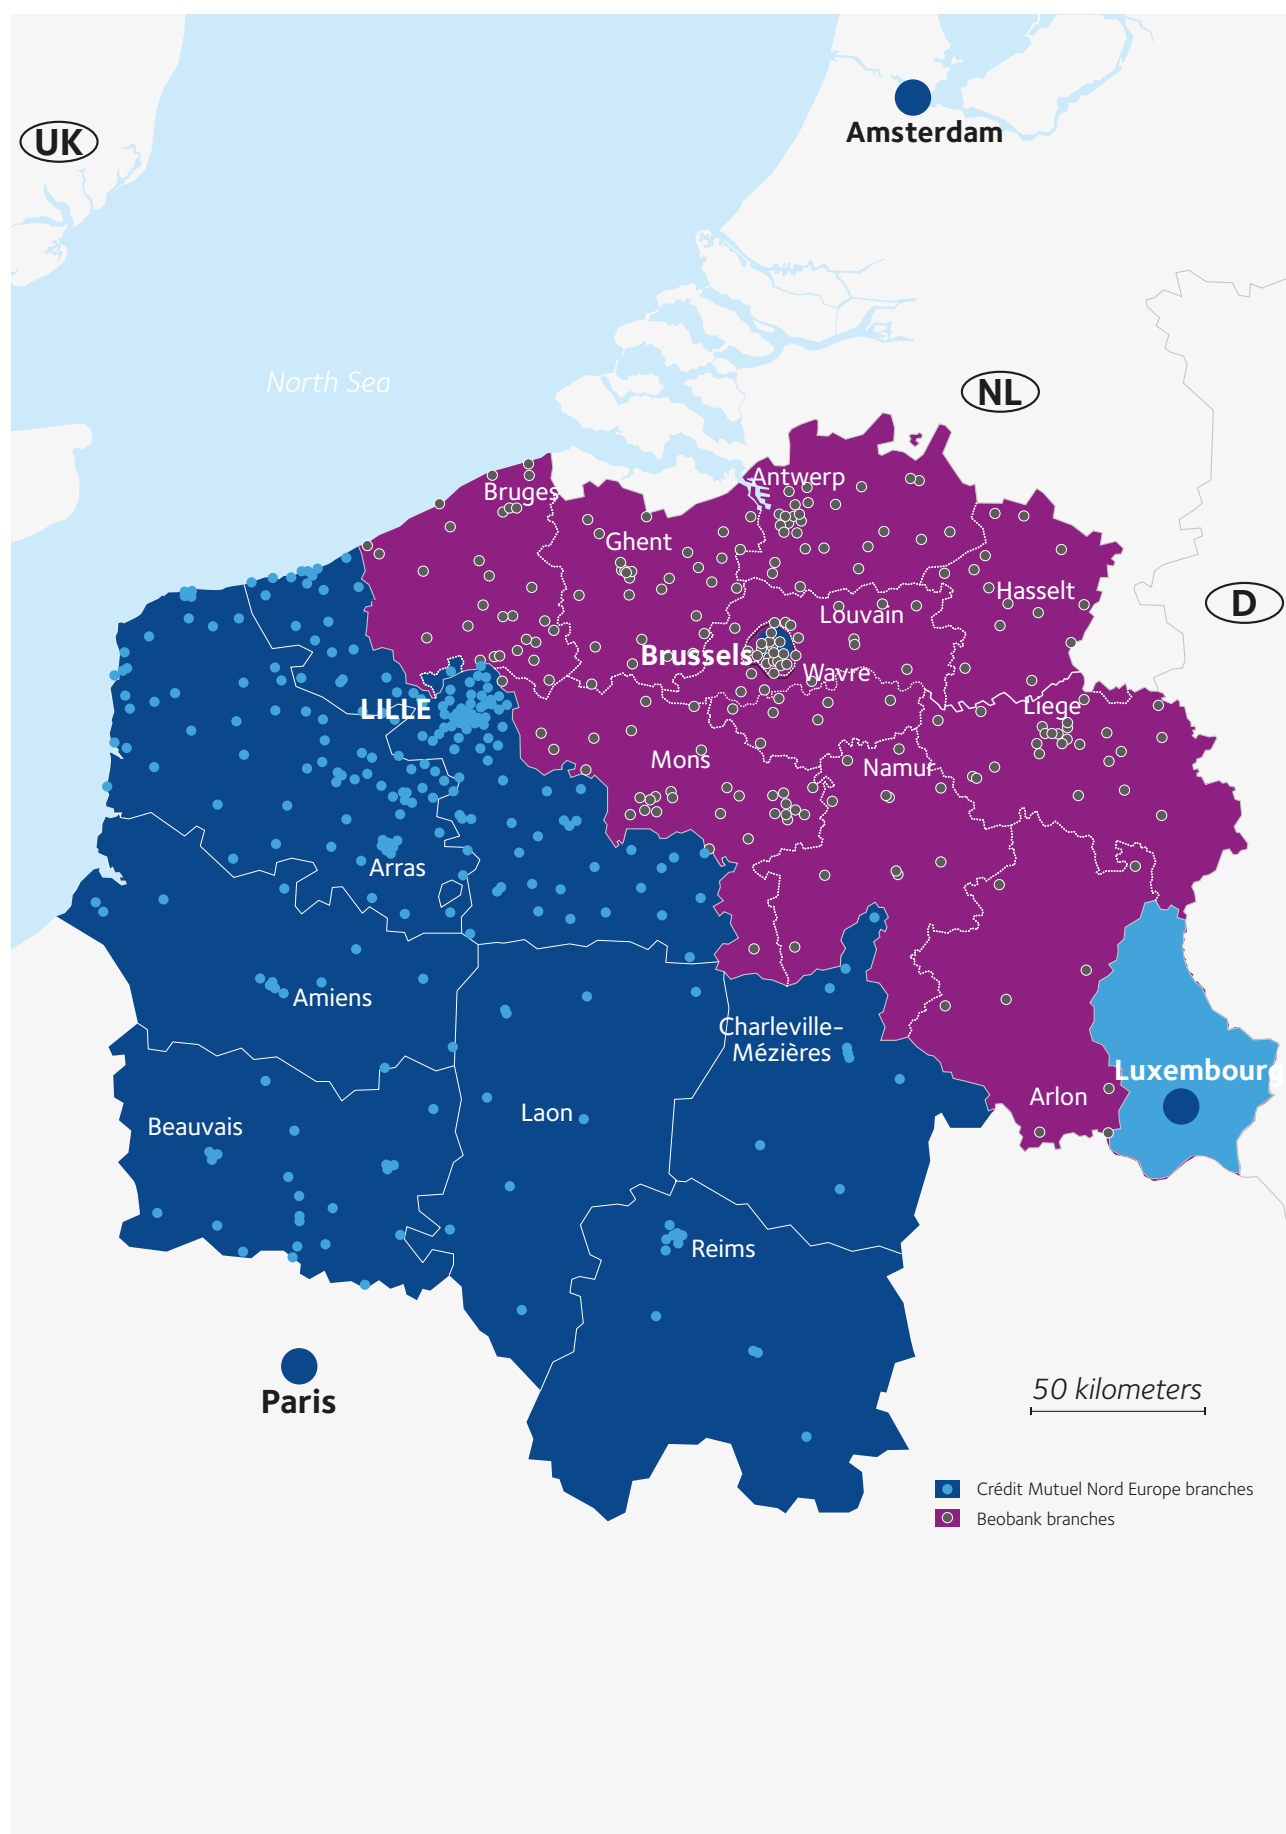 Amsterdam
UK
North Sea
NL
Antwerp
Bruges
Ghent
Hasselt
D
Louvain
Brussels
Wavre
LILLE
Liege
Mons
Namur
Arras
Amiens
Charleville-
Mézières
Luxembourg
Arlon
Laon
Beauvais
Reims
Paris
50 kilometers
Crédit Mutuel Nord Europe branches
Beobank branches